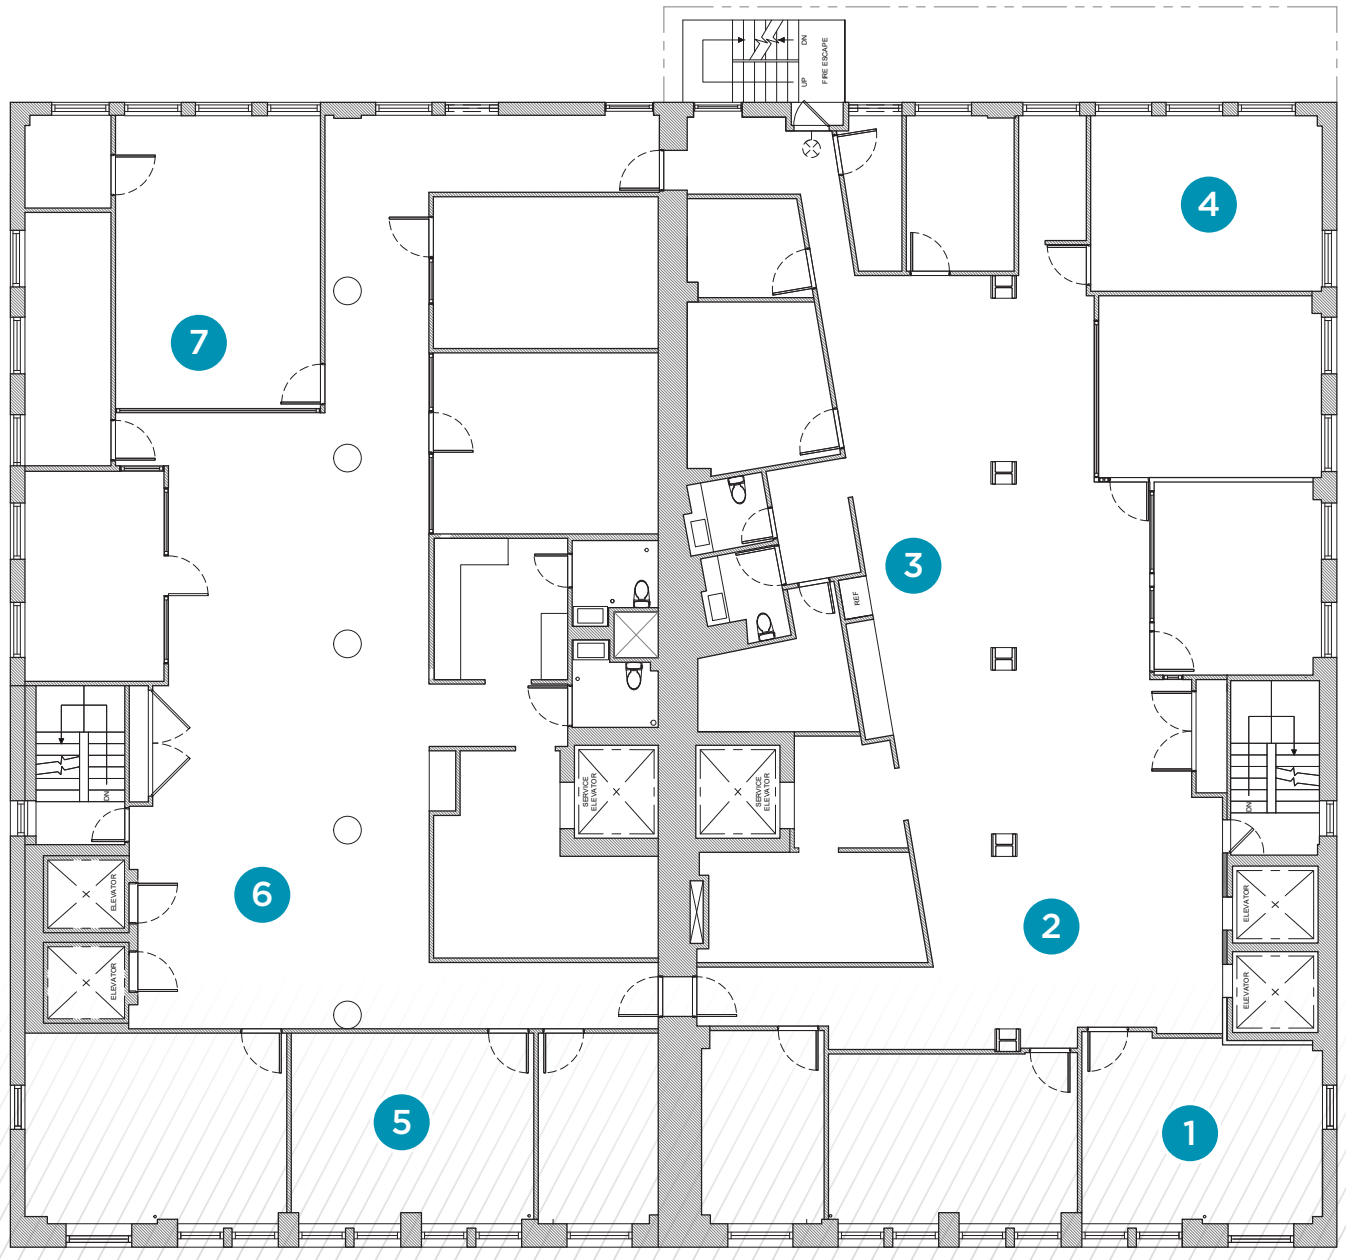 DN
UP
FIRE ESCAPE
4
7
3
REF
SERVICE
ELEVATOR
SERVICE
ELEVATOR
DN
DN
6
ELEVATOR
ELEVATOR
2
ELEVATOR
ELEVATOR
5
1